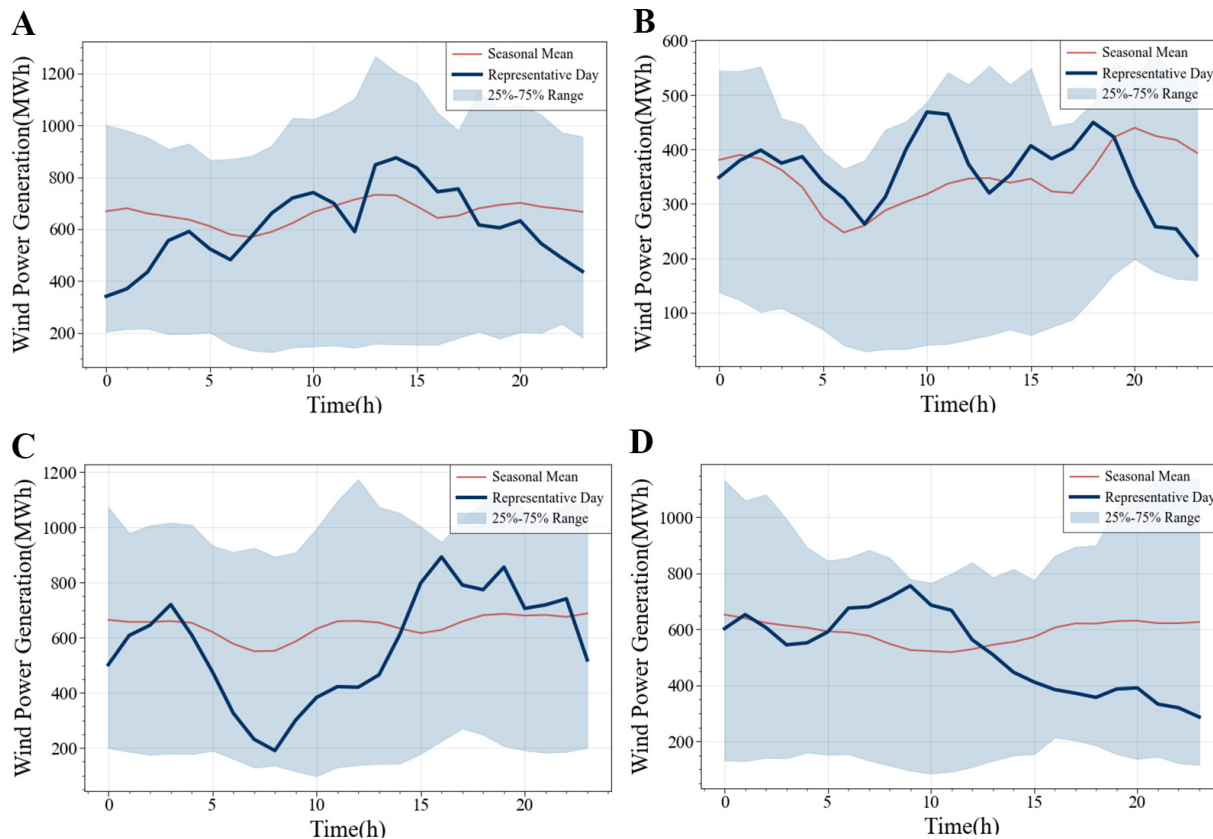 A
Wind Power Generation(MWh)
1200
1000
800
600
400
200
0
5
10
15
20
Time(h)
Seasonal Mean
Representative Day
25%-75% Range
B
Wind Power Generation(MWh)
600
500
400
300
200
100
0
5
10
15
20
Time(h)
Seasonal Mean
Representative Day
25%-75% Range
C
Wind Power Generation(MWh)
1200
1000
800
600
400
200
0
5
10
15
20
Time(h)
Seasonal Mean
Representative Day
25%-75% Range
D
Wind Power Generation(MWh)
1000
800
600
400
200
0
5
10
15
20
Time(h)
Seasonal Mean
Representative Day
25%-75% Range